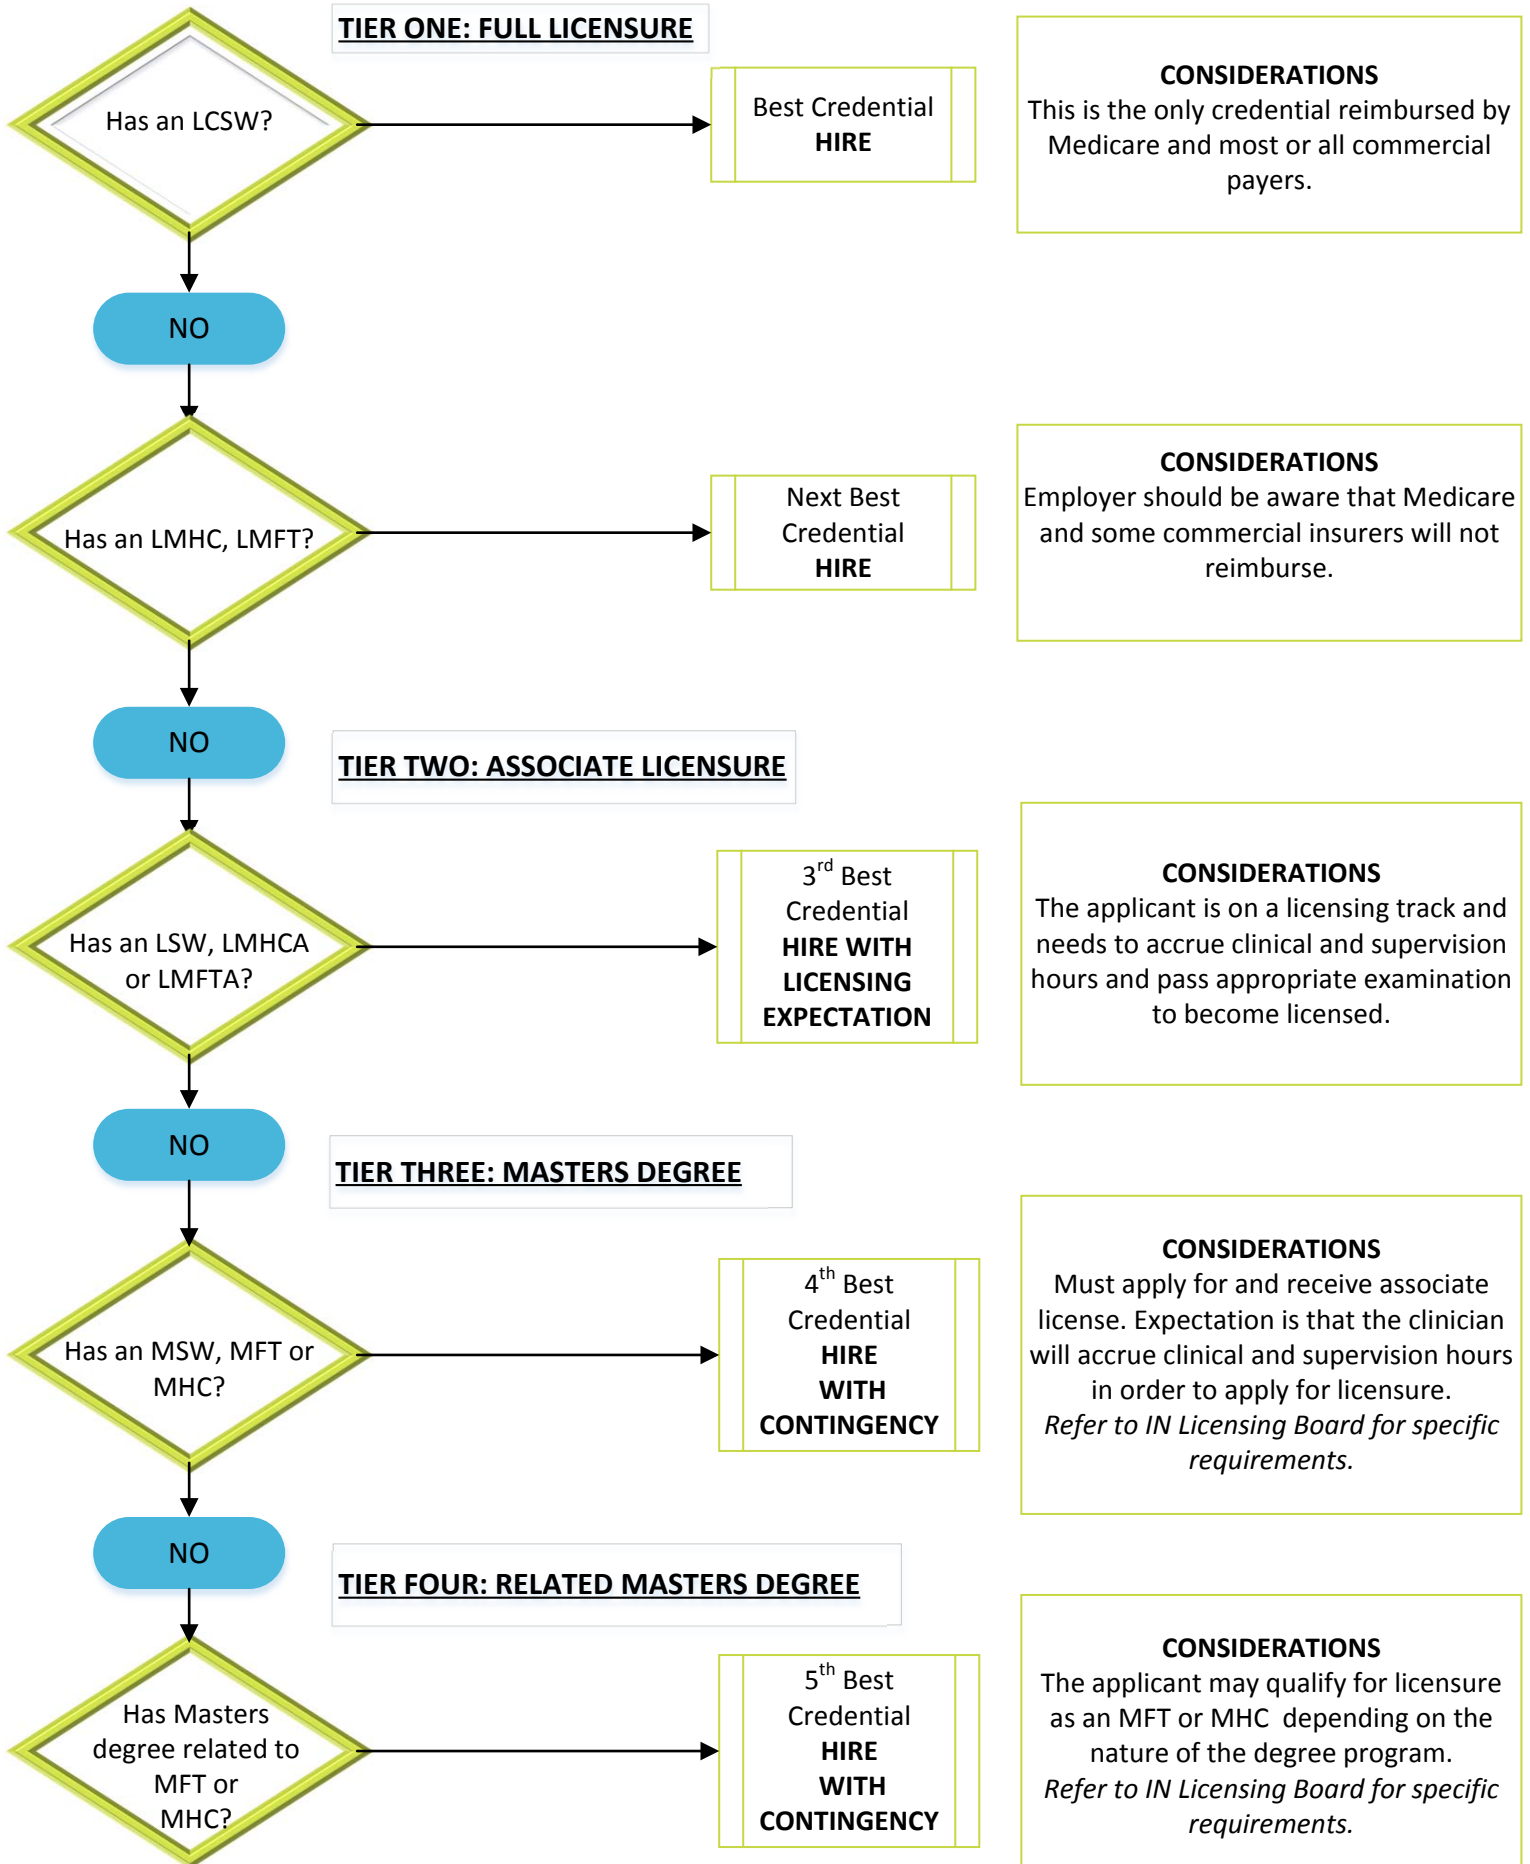 TIER ONE: FULL LICENSURE
Has an LCSW?
Best Credential
HIRE
CONSIDERATIONS
This is the only credential reimbursed by
Medicare and most or all commercial
payers.
NO
Has an LMHC, LMFT?
Next Best
Credential
HIRE
CONSIDERATIONS
Employer should be aware that Medicare
and some commercial insurers will not
reimburse.
NO
TIER TWO: ASSOCIATE LICENSURE
Has an LSW, LMHCA
or LMFTA?
3rd Best
Credential
HIRE WITH
LICENSING
EXPECTATION
CONSIDERATIONS
The applicant is on a licensing track and
needs to accrue clinical and supervision
hours and pass appropriate examination
to become licensed.
NO
TIER THREE: MASTERS DEGREE
Has an MSW, MFT or
MHC?
4th Best
Credential
HIRE
WITH
CONTINGENCY
CONSIDERATIONS
Must apply for and receive associate
license. Expectation is that the clinician
will accrue clinical and supervision hours
in order to apply for licensure.
Refer to IN Licensing Board for specific
requirements.
NO
TIER FOUR: RELATED MASTERS DEGREE
Has Masters
degree related to
MFT or
MHC?
5th Best
Credential
HIRE
WITH
CONTINGENCY
CONSIDERATIONS
The applicant may qualify for licensure
as an MFT or MHC depending on the
nature of the degree program.
Refer to IN Licensing Board for specific
requirements.